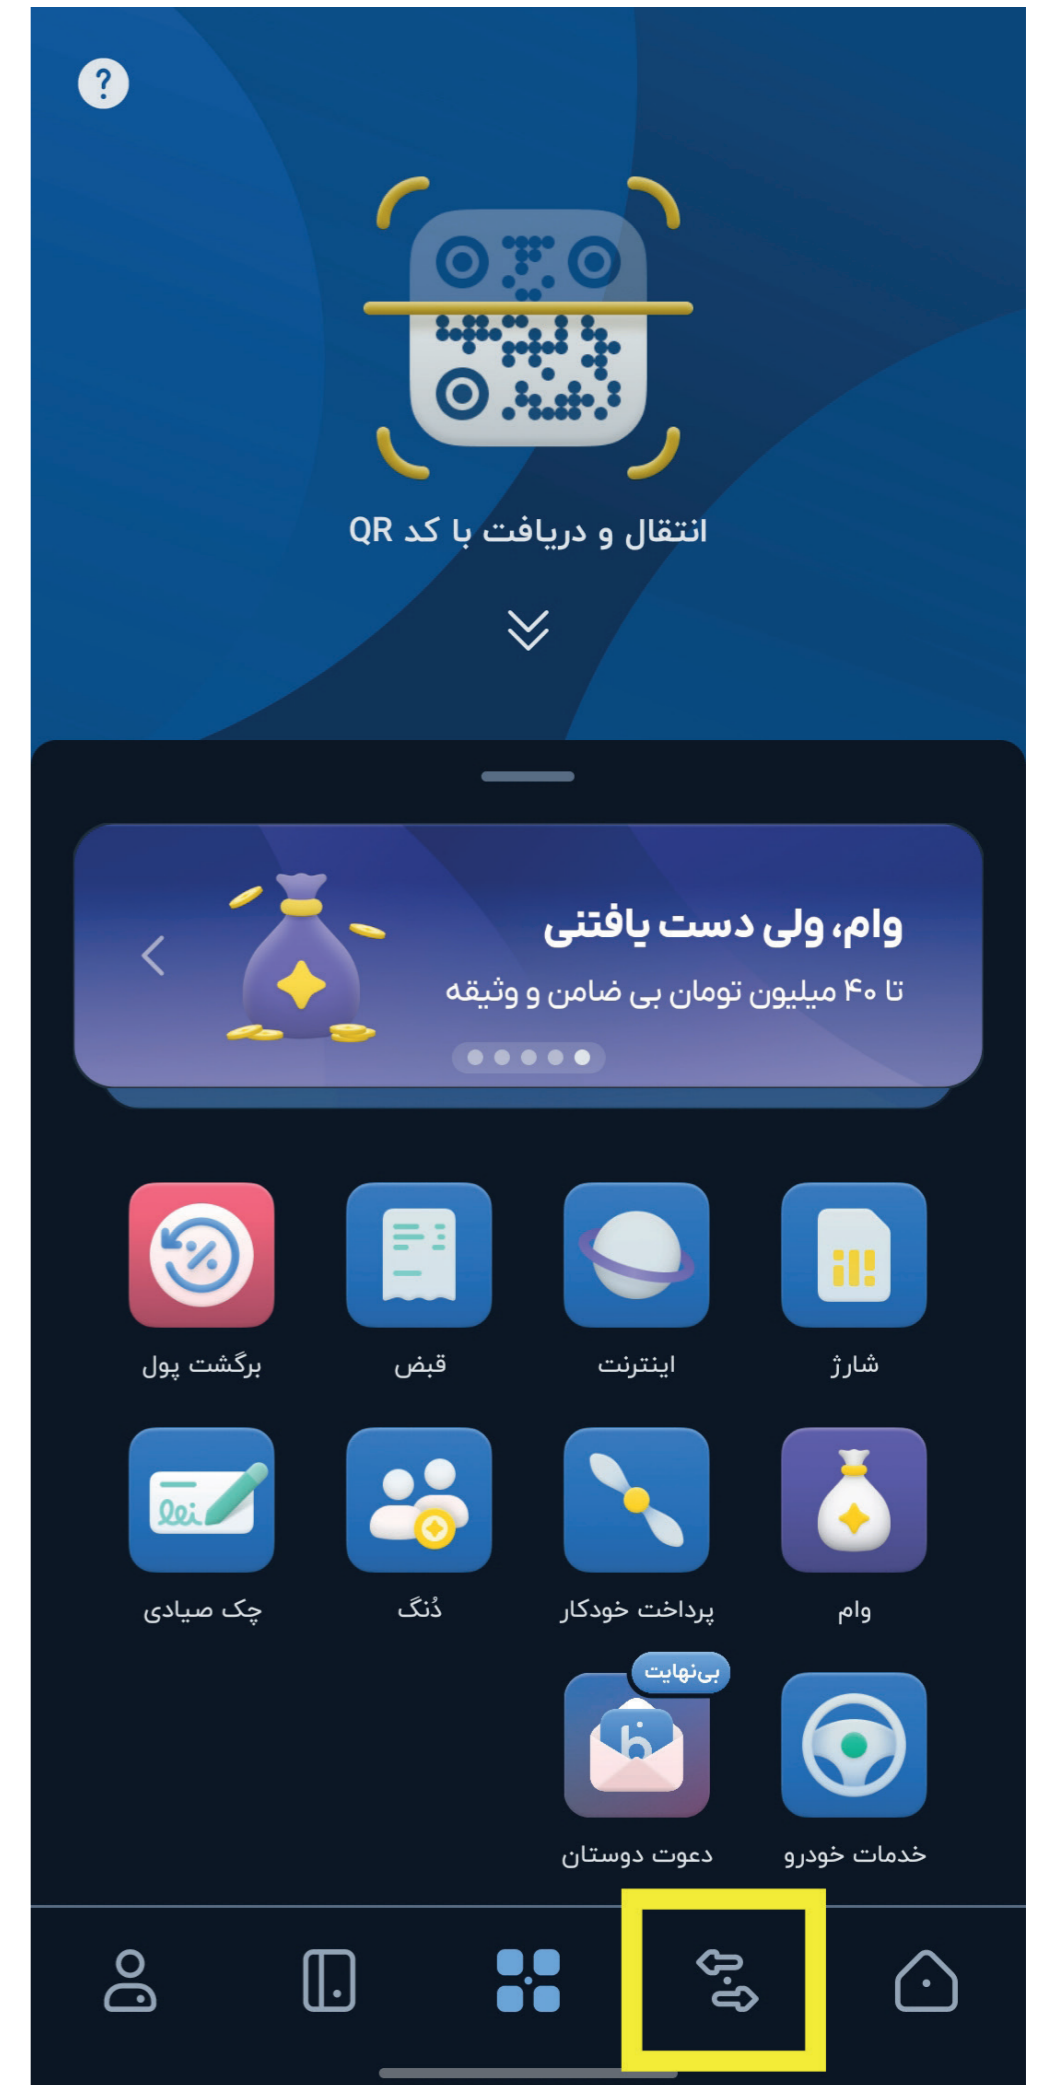 ?
انتقال و دریافت با کد QR
وام، ولی دست یافتنی
تا ۴۰ میلیون تومان بی ضامن و وثیقه
شارژ
اینترنت
قبض
برگشت پول
وام
پرداخت خودکار
دُنگ
چک صیادی
بی‌نهایت
خدمات خودرو
دعوت دوستان